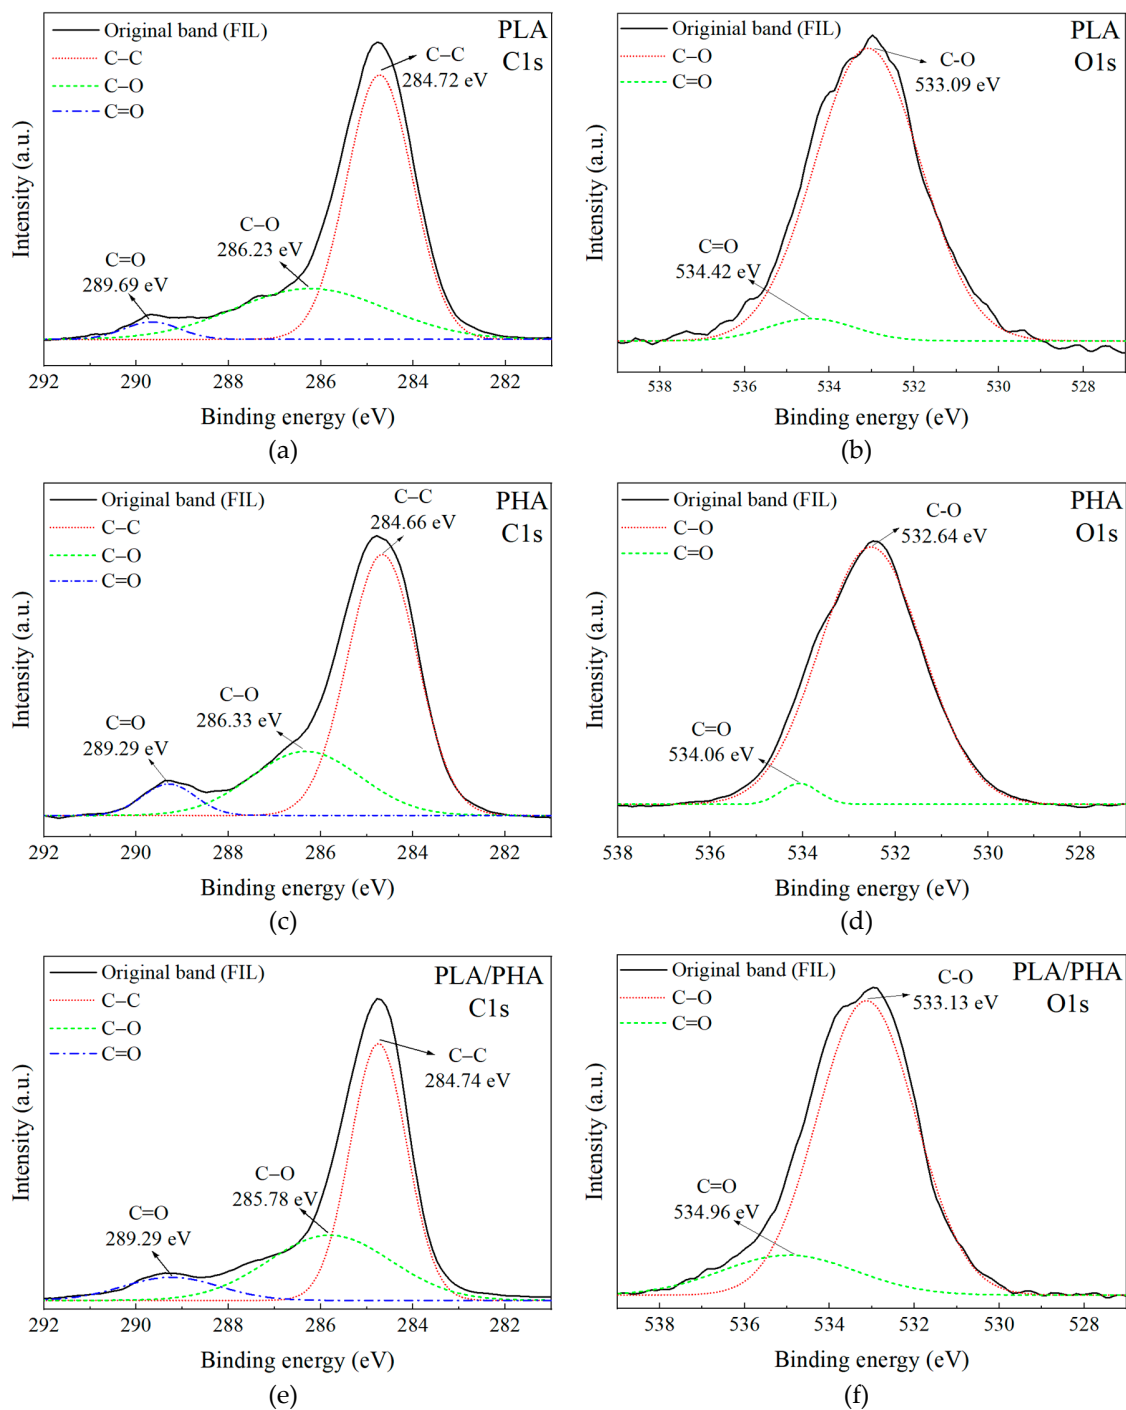 Original band (FIL)
C–C
C–O
C=O
PLA
C1s
C–C
284.72 eV
C–O
286.23 eV
C=O
289.69 eV
Intensity (a.u.)
292 290 288 286 284 282
Binding energy (eV)
(a)
Originial band (FIL)
C–O
C=O
PLA
O1s
C-O
533.09 eV
C=O
534.42 eV
Intensity (a.u.)
538 536 534 532 530 528
Binding energy (eV)
(b)
Original band (FIL)
C–C
C–O
C=O
PHA
C1s
C–C
284.66 eV
C–O
286.33 eV
C=O
289.29 eV
Intensity (a.u.)
292 290 288 286 284 282
Binding energy (eV)
(c)
Original band (FIL)
C–O
C=O
PHA
O1s
C-O
532.64 eV
C=O
534.06 eV
Intensity (a.u.)
538 536 534 532 530 528
Binding energy (eV)
(d)
Original band (FIL)
C–C
C–O
C=O
PLA/PHA
C1s
C–C
284.74 eV
C–O
285.78 eV
C=O
289.29 eV
Intensity (a.u.)
292 290 288 286 284 282
Binding energy (eV)
(e)
Original band (FIL)
C–O
C=O
PLA/PHA
O1s
C-O
533.13 eV
C=O
534.96 eV
Intensity (a.u.)
538 536 534 532 530 528
Binding energy (eV)
(f)